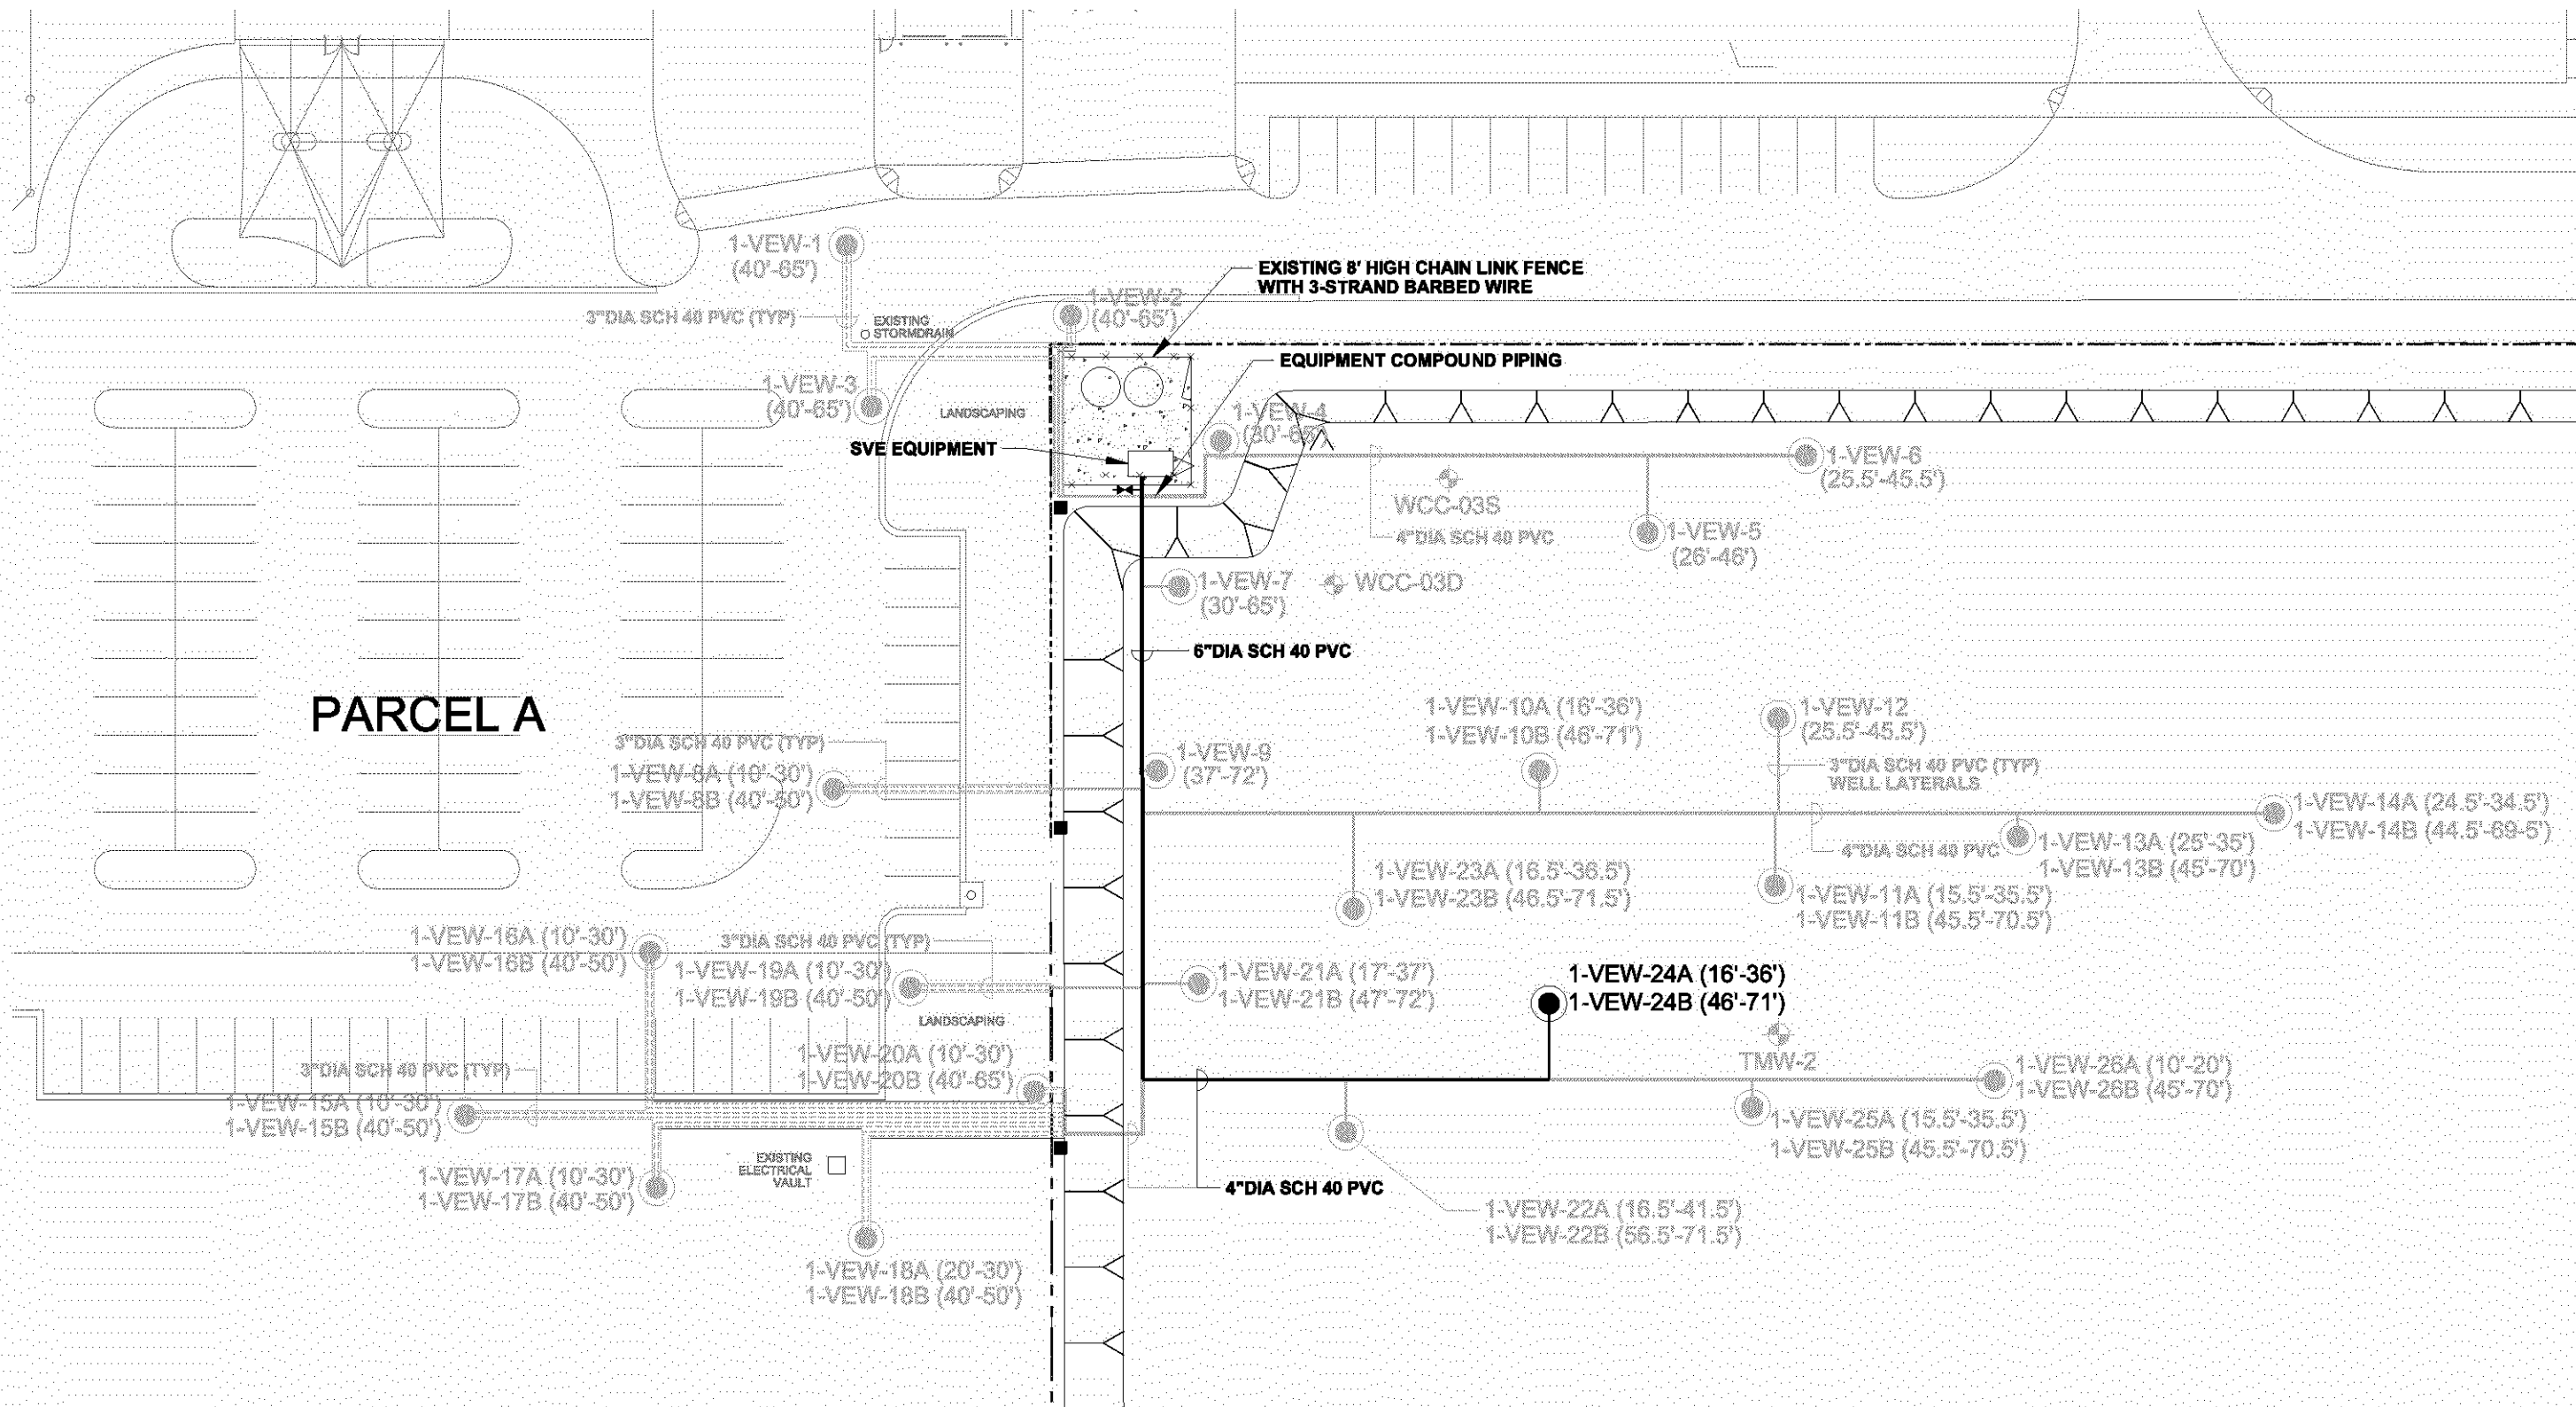 1-VEW-1
(40'-65')
EXISTING 8' HIGH CHAIN LINK FENCE
WITH 3-STRAND BARBED WIRE
1-VEW-2
(40'-65')
3"DIA SCH 40 PVC (TYP)
EXISTING
STORMDRAIN
EQUIPMENT COMPOUND PIPING
1-VEW-3
(40'-65')
LANDSCAPING
1-VEW-4
(30'-65')
SVE EQUIPMENT
1-VEW-6
(25.5'-45.5')
WCC-03S
4"DIA SCH 40 PVC
1-VEW-5
(26'-46')
1-VEW-7
(30'-65')
WCC-03D
6"DIA SCH 40 PVC
PARCEL A
1-VEW-10A (16'-36')
1-VEW-10B (46'-71')
1-VEW-12
(25.5'-45.5')
3"DIA SCH 40 PVC (TYP)
1-VEW-8A (10'-30')
1-VEW-8B (40'-50')
1-VEW-9
(37'-72')
3"DIA SCH 40 PVC (TYP)
WELL LATERALS
1-VEW-14A (24.5'-34.5')
1-VEW-14B (44.5'-69-5')
4"DIA SCH 40 PVC
1-VEW-13A (25'-35')
1-VEW-13B (45'-70')
1-VEW-23A (16.5'-36.5')
1-VEW-23B (46.5'-71.5')
1-VEW-11A (15.5'-35.5')
1-VEW-11B (45.5'-70.5')
1-VEW-16A (10'-30')
1-VEW-16B (40'-50')
3"DIA SCH 40 PVC (TYP)
1-VEW-19A (10'-30')
1-VEW-19B (40'-50')
1-VEW-21A (17'-37')
1-VEW-21B (47'-72')
1-VEW-24A (16'-36')
1-VEW-24B (46'-71')
LANDSCAPING
1-VEW-20A (10'-30')
1-VEW-20B (40'-65')
TMW-2
1-VEW-26A (10'-20')
1-VEW-26B (45'-70')
3"DIA SCH 40 PVC (TYP)
1-VEW-15A (10'-30')
1-VEW-15B (40'-50')
1-VEW-25A (15.5'-35.5')
1-VEW-25B (45.5'-70.5')
1-VEW-17A (10'-30')
1-VEW-17B (40'-50')
EXISTING
ELECTRICAL
VAULT
4"DIA SCH 40 PVC
1-VEW-22A (16.5'-41.5')
1-VEW-22B (56.5'-71.5')
1-VEW-18A (20'-30')
1-VEW-18B (40'-50')